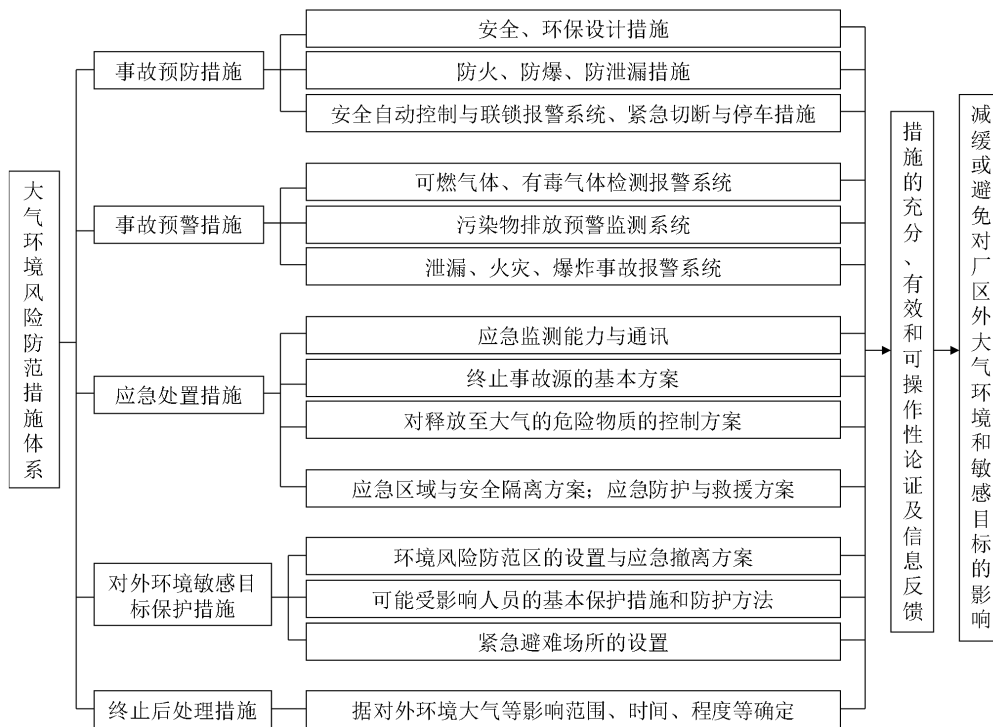 大气环境风险防范措施体系
事故预防措施
安全、环保设计措施
防火、防爆、防泄漏措施
安全自动控制与联锁报警系统、紧急切断与停车措施
事故预警措施
可燃气体、有毒气体检测报警系统
污染物排放预警监测系统
泄漏、火灾、爆炸事故报警系统
应急处置措施
应急监测能力与通讯
终止事故源的基本方案
对释放至大气的危险物质的控制方案
应急区域与安全隔离方案；应急防护与救援方案
对外环境敏感目
标保护措施
环境风险防范区的设置与应急撤离方案
可能受影响人员的基本保护措施和防护方法
紧急避难场所的设置
终止后处理措施
据对外环境大气等影响范围、时间、程度等确定
措施的充分、有效和可操作性论证及信息反馈
减缓或避免对厂区外大气环境和敏感目标的影响